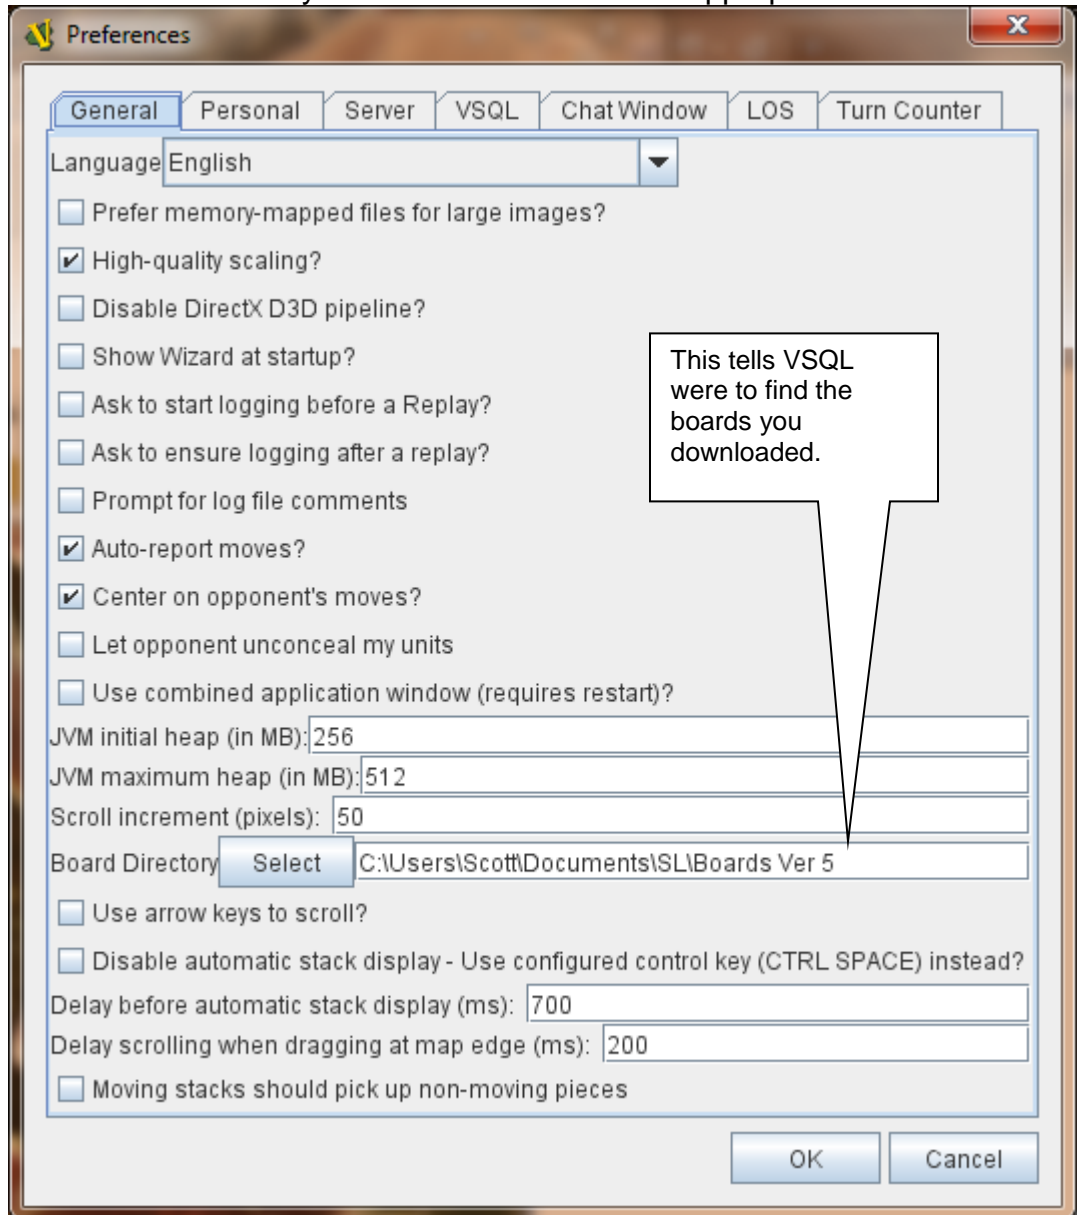 Preferences
General Personal Server VSQL Chat Window LOS Turn Counter
Language English
Prefer memory-mapped files for large images?
High-quality scaling?
Disable DirectX D3D pipeline?
Show Wizard at startup?
Ask to start logging before a Replay?
Ask to ensure logging after a replay?
Prompt for log file comments
Auto-report moves?
Center on opponent's moves?
Let opponent unconceal my units
Use combined application window (requires restart)?
This tells VSQL
were to find the
boards you
downloaded.
JVM initial heap (in MB): 256
JVM maximum heap (in MB): 512
Scroll increment (pixels): 50
Board Directory Select C:\Users\Scott\Documents\SL\Boards Ver 5
Use arrow keys to scroll?
Disable automatic stack display - Use configured control key (CTRL SPACE) instead?
Delay before automatic stack display (ms): 700
Delay scrolling when dragging at map edge (ms): 200
Moving stacks should pick up non-moving pieces
OK Cancel